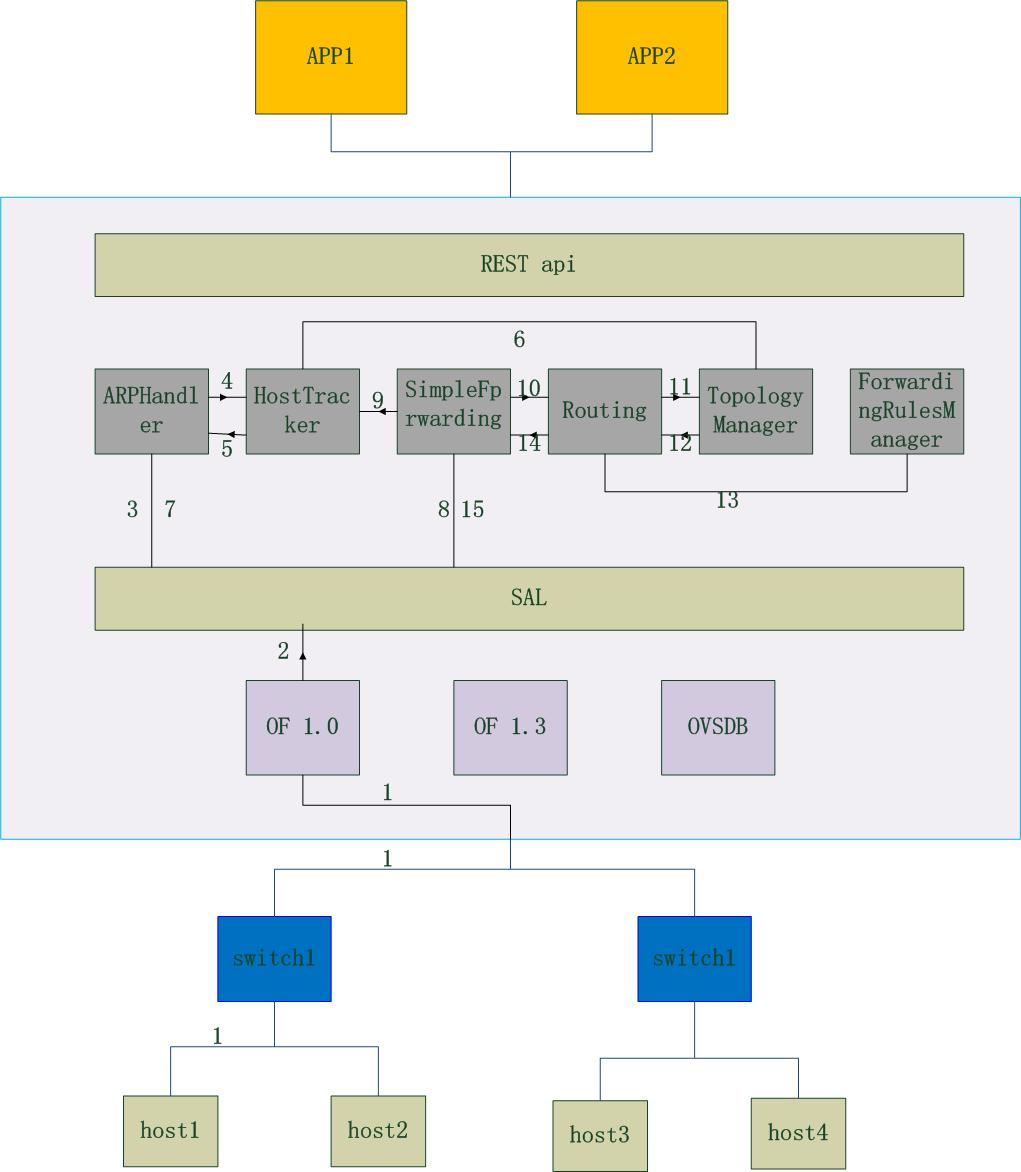 APP1
APP2
REST api
6
ARPHandl
er
4
5
HostTrac
ker
9
SimpleFp
rwarding
10
14
Routing
11
12
Topology
Manager
Forwardi
ngRulesM
anager
13
3 7
8 15
SAL
2
OF 1.0
OF 1.3
OVSDB
1
1
switch1
switch1
1
host1
host2
host3
host4